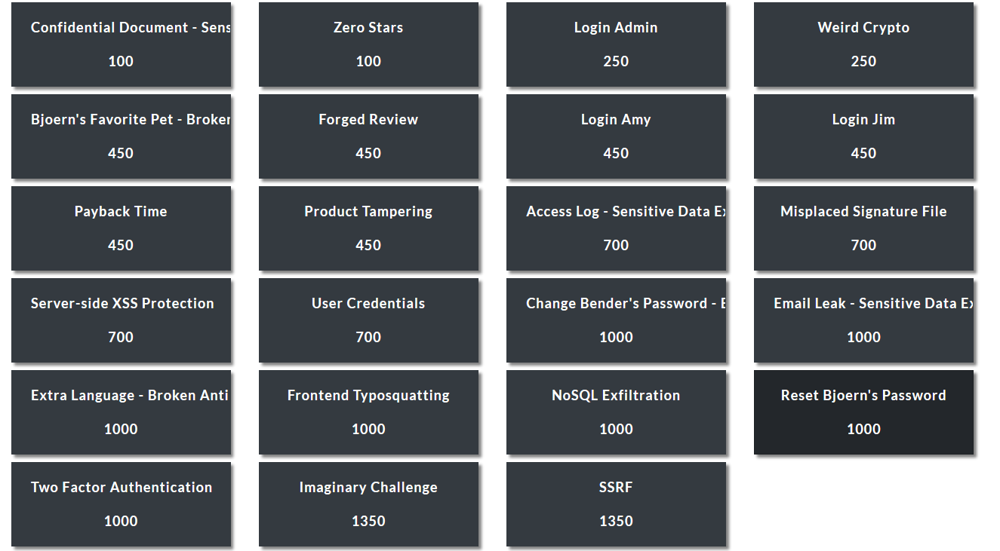 Confidential Document - Sens
100
Zero Stars
100
Login Admin
250
Weird Crypto
250
Bjoern's Favorite Pet - Broken
450
Forged Review
450
Login Amy
450
Login Jim
450
Payback Time
450
Product Tampering
450
Access Log - Sensitive Data Ex
700
Misplaced Signature File
700
Server-side XSS Protection
700
User Credentials
700
Change Bender's Password - B
1000
Email Leak - Sensitive Data Ex
1000
Extra Language - Broken Anti
1000
Frontend Typosquatting
1000
NoSQL Exfiltration
1000
Reset Bjoern's Password
1000
Two Factor Authentication
1000
Imaginary Challenge
1350
SSRF
1350